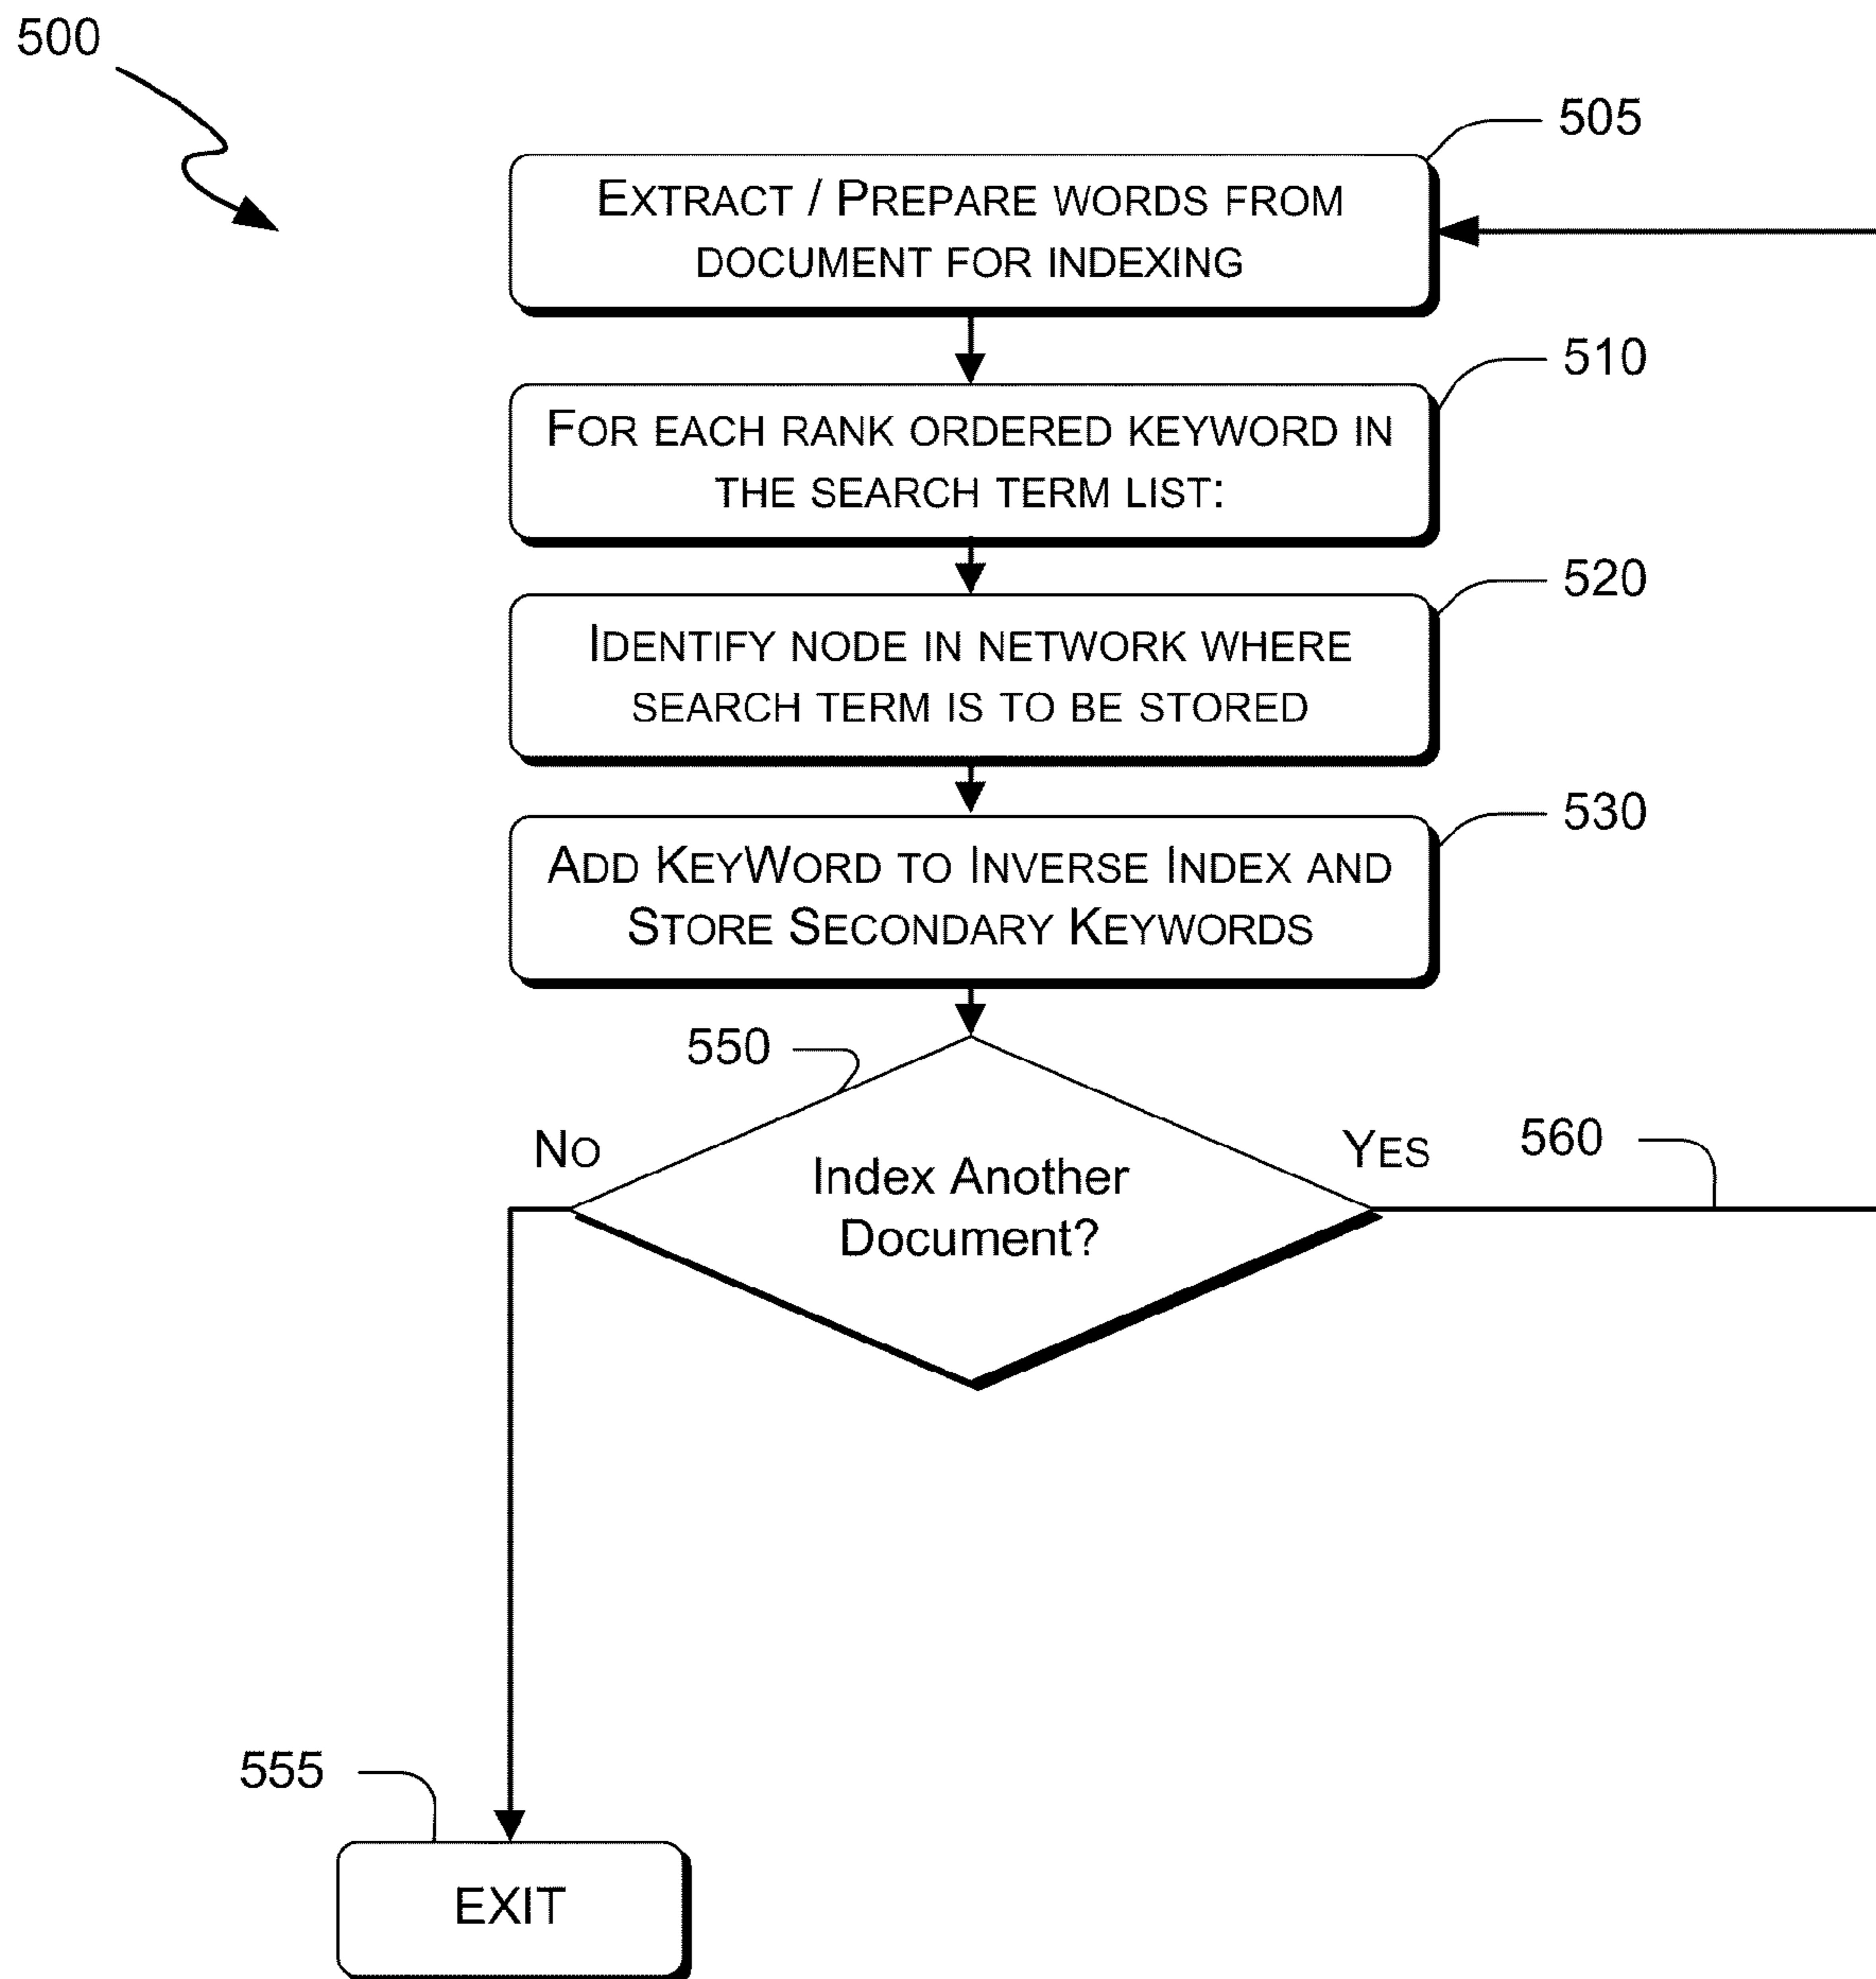 500
505
EXTRACT / PREPARE WORDS FROM
DOCUMENT FOR INDEXING
510
FOR EACH RANK ORDERED KEYWORD IN
THE SEARCH TERM LIST:
520
IDENTIFY NODE IN NETWORK WHERE
SEARCH TERM IS TO BE STORED
530
ADD KEYWORD TO INVERSE INDEX AND
STORE SECONDARY KEYWORDS
550
NO
YES
560
Index Another
Document?
555
EXIT